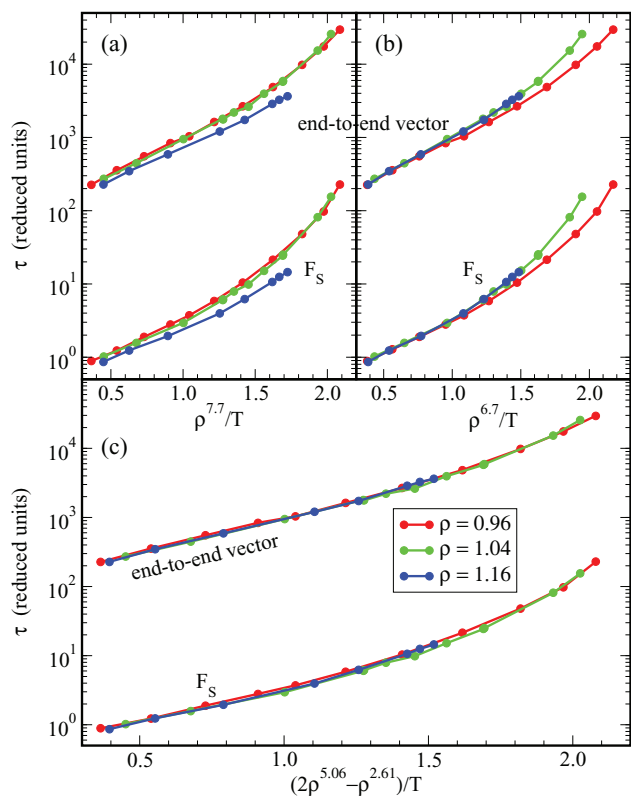 (a)
(b)
10^4
10^3
10^2
10^1
10^0
τ (reduced units)
end-to-end vector
F_S
F_S
0.5 1.0 1.5 2.0
0.5 1.0 1.5 2.0
ρ^7.7/T
ρ^6.7/T
(c)
10^4
10^3
10^2
10^1
10^0
τ (reduced units)
end-to-end vector
ρ = 0.96
ρ = 1.04
ρ = 1.16
F_S
0.5 1.0 1.5 2.0
(2ρ^5.06−ρ^2.61)/T